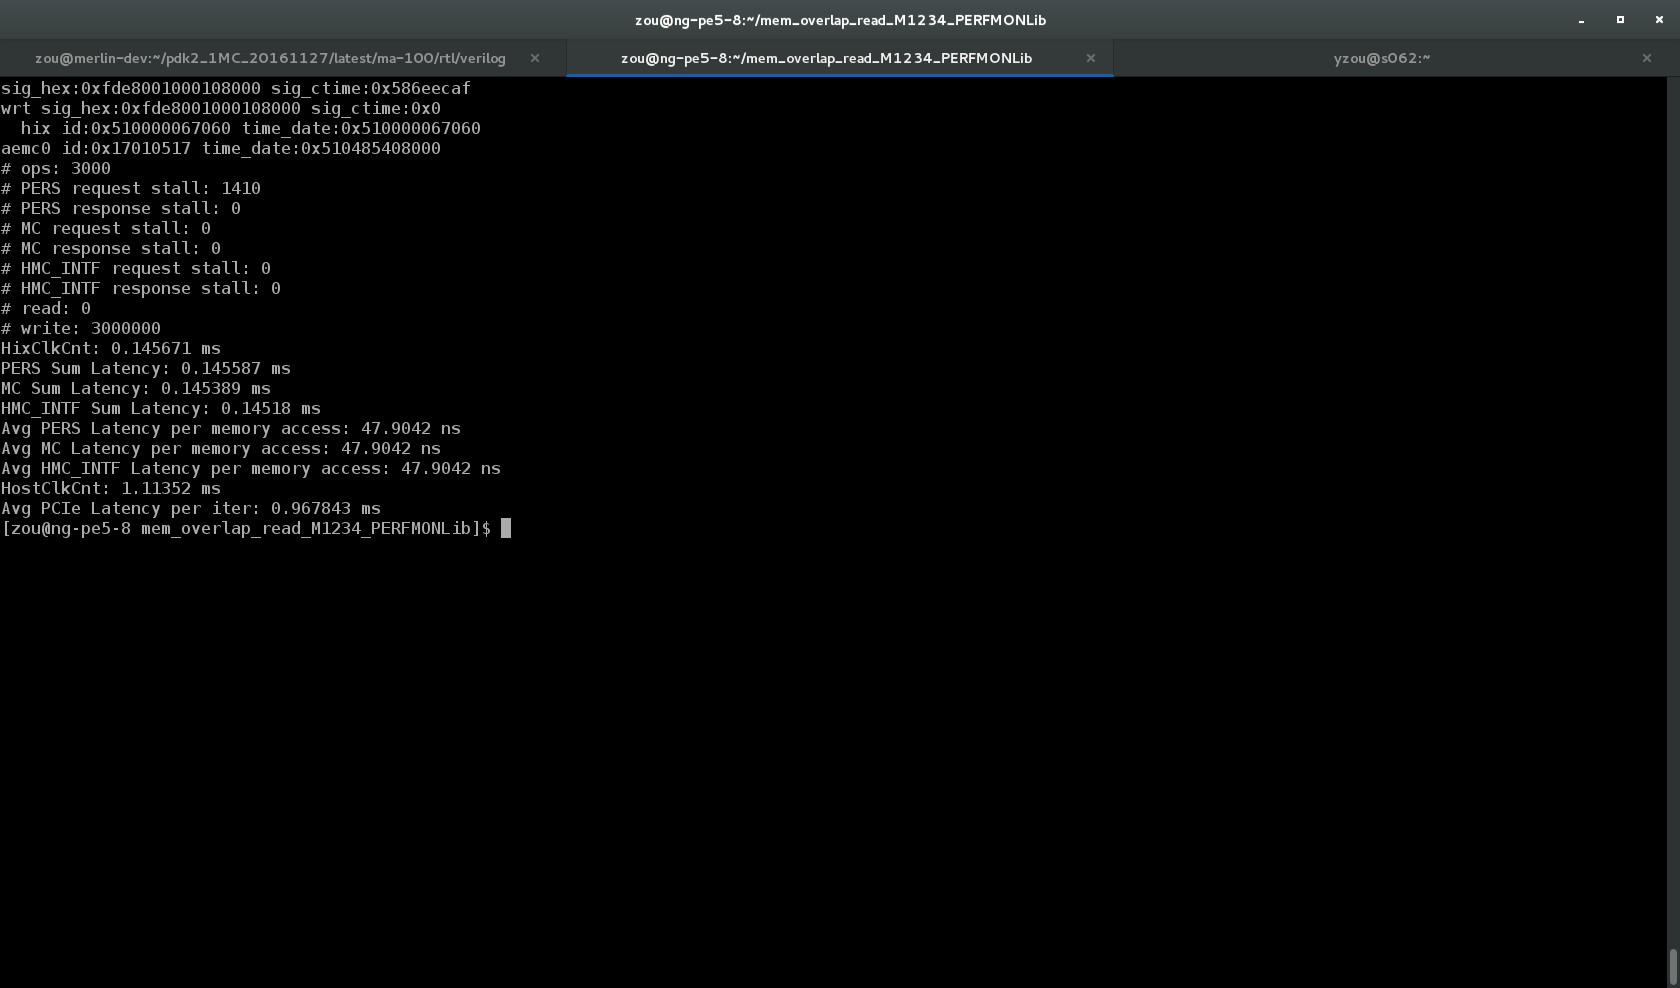 zou@ng-pe5-8:~/mem_overlap_read_M1234_PERFMONLib
zou@merlin-dev:~/pdk2_1MC_20161127/latest/ma-100/rtl/verilog
zou@ng-pe5-8:~/mem_overlap_read_M1234_PERFMONLib
yzou@s062:~
sig_hex:0xfde8001000108000 sig_ctime:0x586eecaf
wrt sig_hex:0xfde8001000108000 sig_ctime:0x0
  hix id:0x510000067060 time_date:0x510000067060
aemc0 id:0x17010517 time_date:0x510485408000
# ops: 3000
# PERS request stall: 1410
# PERS response stall: 0
# MC request stall: 0
# MC response stall: 0
# HMC_INTF request stall: 0
# HMC_INTF response stall: 0
# read: 0
# write: 3000000
HixClkCnt: 0.145671 ms
PERS Sum Latency: 0.145587 ms
MC Sum Latency: 0.145389 ms
HMC_INTF Sum Latency: 0.14518 ms
Avg PERS Latency per memory access: 47.9042 ns
Avg MC Latency per memory access: 47.9042 ns
Avg HMC_INTF Latency per memory access: 47.9042 ns
HostClkCnt: 1.11352 ms
Avg PCIe Latency per iter: 0.967843 ms
[zou@ng-pe5-8 mem_overlap_read_M1234_PERFMONLib]$